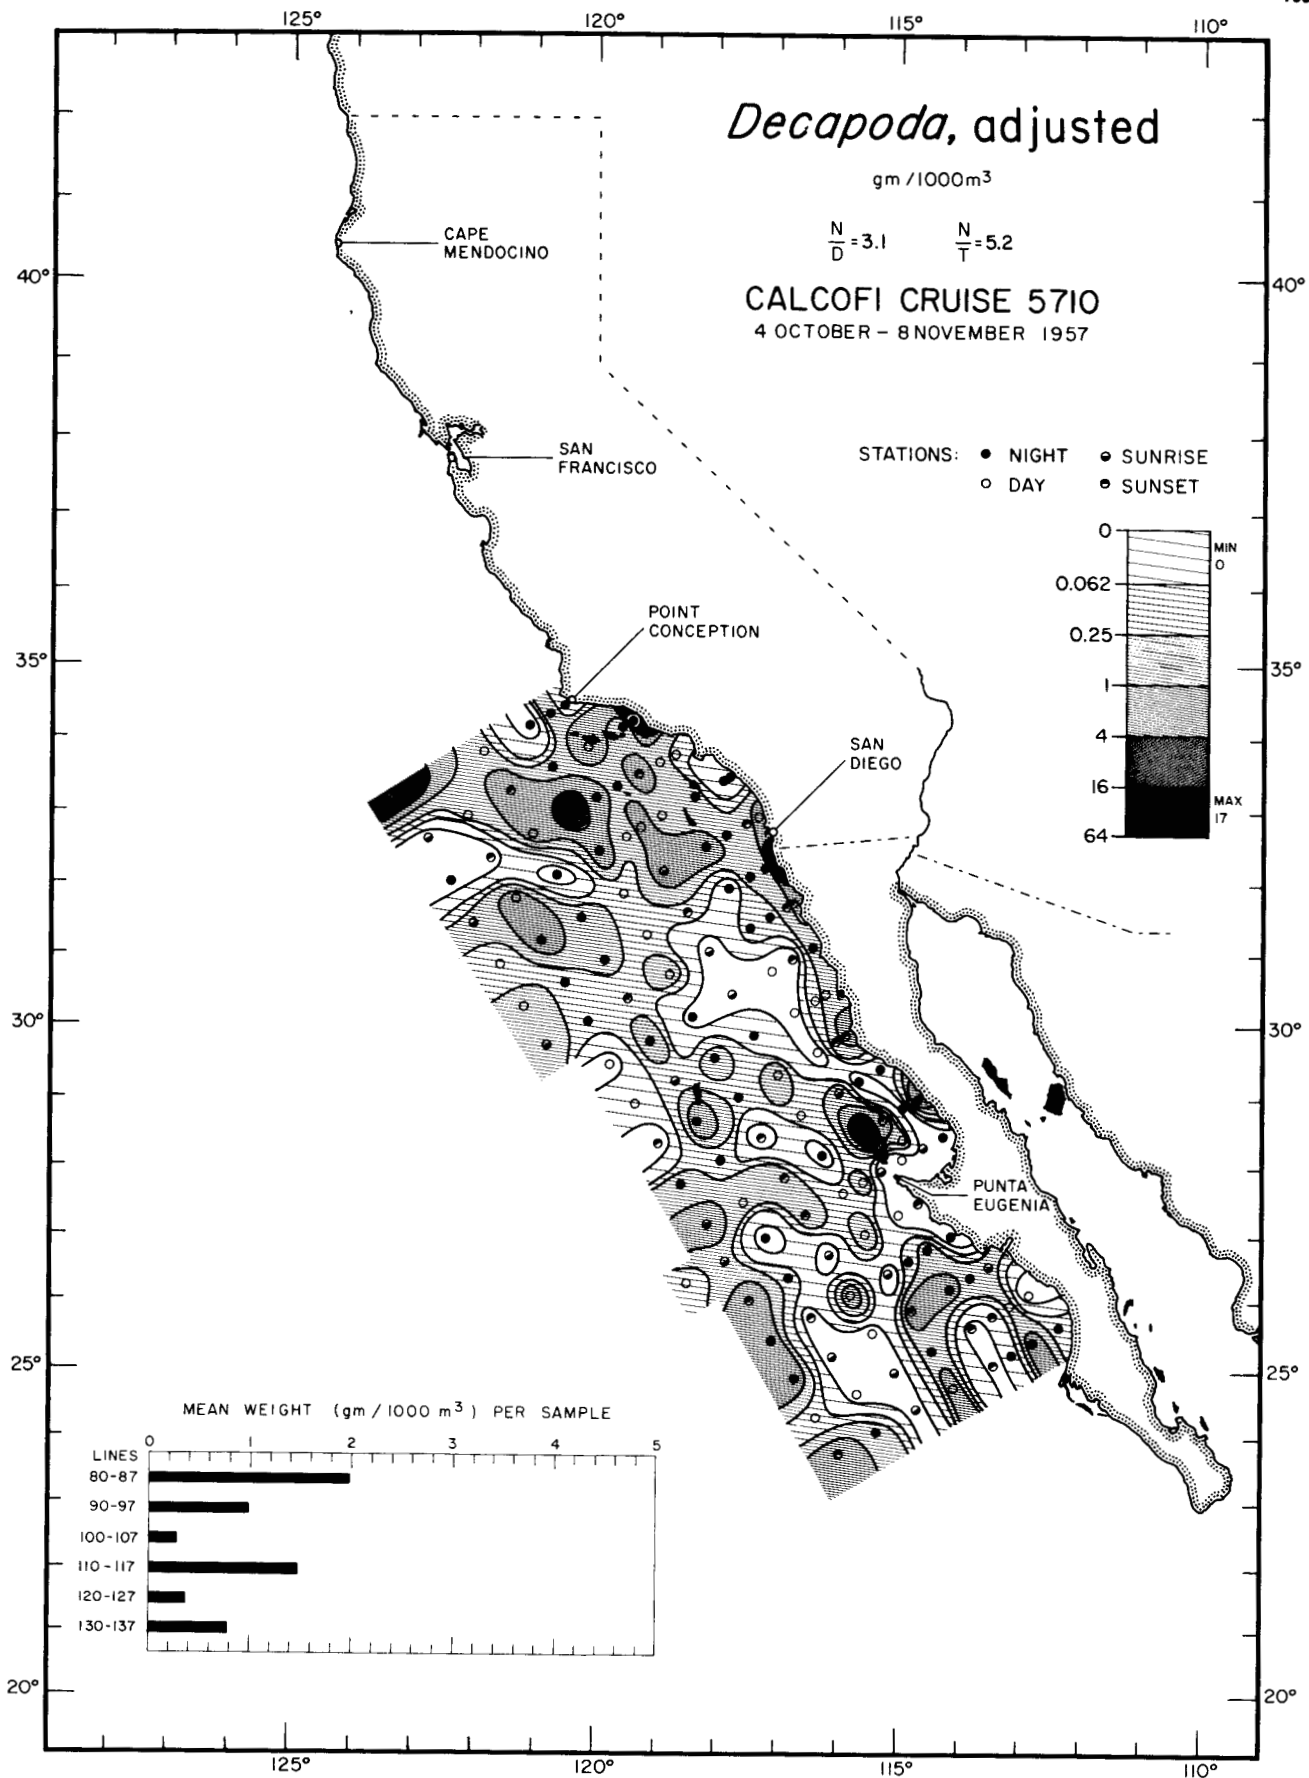 125°
120°
115°
110°
Decapoda, adjusted
gm/1000m³
N/D = 3.1 N/T = 5.2
CALCOFI CRUISE 5710
4 OCTOBER – 8 NOVEMBER 1957
CAPE
MENDOCINO
40°
40°
SAN
FRANCISCO
STATIONS: NIGHT SUNRISE
DAY SUNSET
0
MIN
0
0.062
0.25
1
4
16
MAX
17
64
POINT
CONCEPTION
35°
35°
SAN
DIEGO
30°
30°
PUNTA
EUGENIA
25°
25°
MEAN WEIGHT (gm/1000 m³) PER SAMPLE
0 1 2 3 4 5
LINES
80-87
90-97
100-107
110-117
120-127
130-137
20°
20°
125°
120°
115°
110°